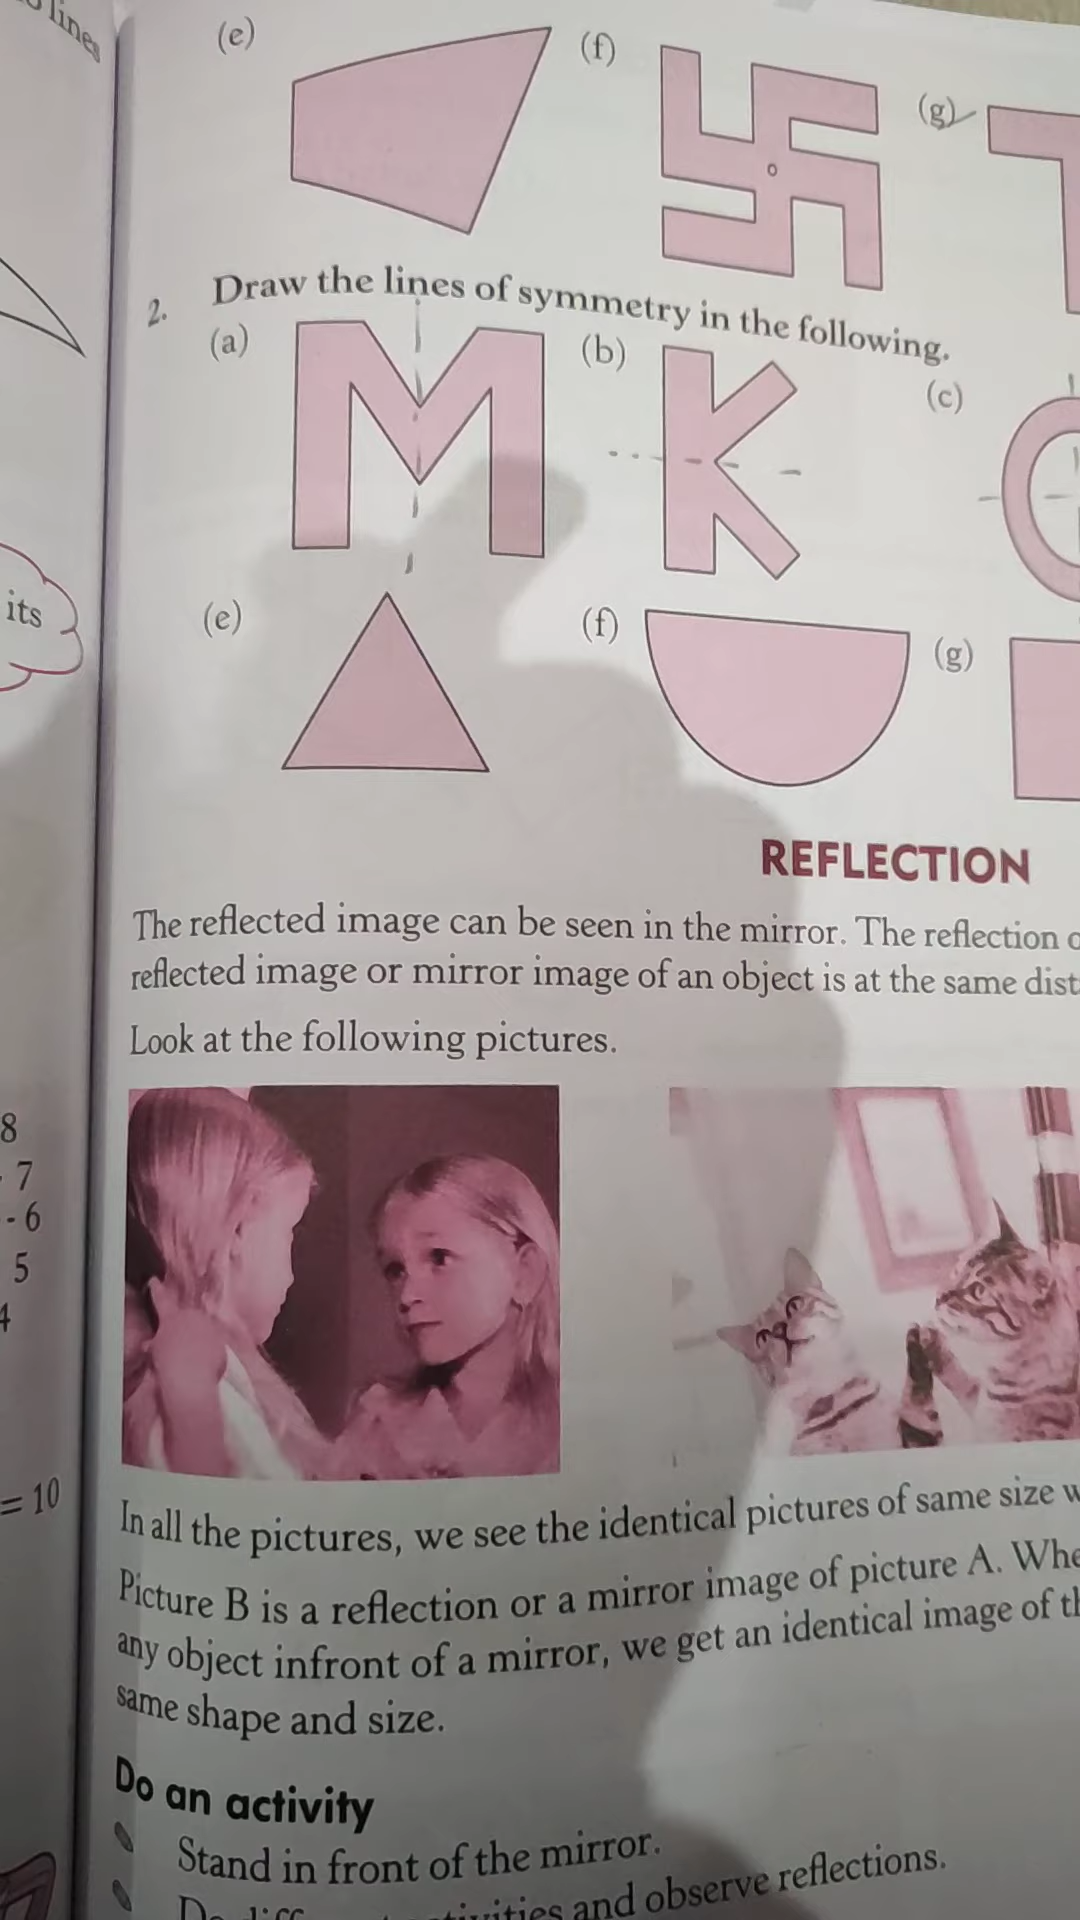 lines
(e) (f) (g)
2. Draw the lines of symmetry in the following.
(a) (b) (c)
(e) (f) (g)
its
REFLECTION
The reflected image can be seen in the mirror. The reflection
reflected image or mirror image of an object is at the same
Look at the following pictures.
8
7
- 6
5
4
= 10
In all the pictures, we see the identical pictures of same size
Picture B is a reflection or a mirror image of picture A.
any object infront of a mirror, we get an identical image of
same shape and size.
Do an activity
Stand in front of the mirror.
and observe reflections.